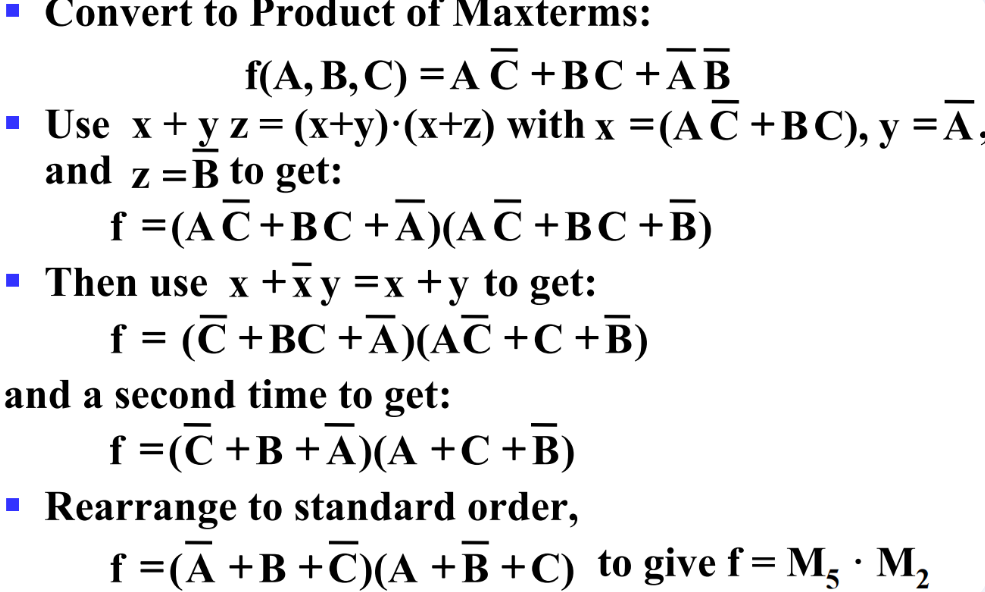 ▪ Convert to Product of Maxterms:
f(A, B, C) = A C̅ + B C + A̅ B̅
▪ Use x + y z = (x+y)·(x+z) with x = (A C̅ + B C), y = A̅,
and z = B̅ to get:
f = (A C̅ + B C + A̅)(A C̅ + B C + B̅)
▪ Then use x + x̅ y = x + y to get:
f = (C̅ + BC + A̅)(AC̅ + C + B̅)
and a second time to get:
f = (C̅ + B + A̅)(A + C + B̅)
▪ Rearrange to standard order,
f = (A̅ + B + C̅)(A + B̅ + C) to give f = M₅ · M₂